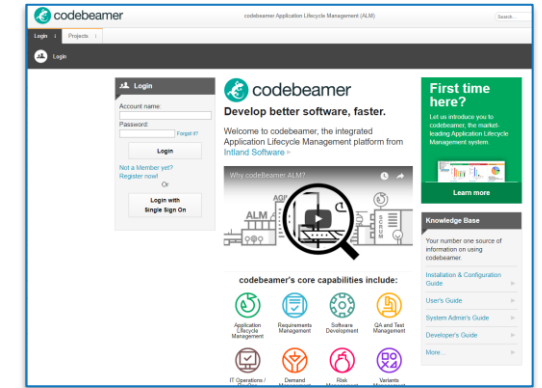 codebeamer
codebeamer Application Lifecycle Management (ALM)
Search...
Login
Projects
Login
Login
Account name:
Password:
Forgot it?
Login
Not a Member yet?
Register now!
Or
Login with
Single Sign On
codebeamer
Develop better software, faster.
Welcome to codebeamer, the integrated
Application Lifecycle Management platform from
Intland Software
Why codeBeamer ALM?
ALM
codebeamer's core capabilities include:
Application
Lifecycle
Management
Requirements
Management
Software
Development
QA and Test
Management
IT Operations /
Demand
Management
Risk
Management
Variants
Management
First time
here?
Let us introduce you to
codebeamer, the market-
leading Application Lifecycle
Management system.
Learn more
Knowledge Base
Your number one source of
information on using
codebeamer.
Installation & Configuration
Guide
User's Guide
System Admin's Guide
Developer's Guide
More...